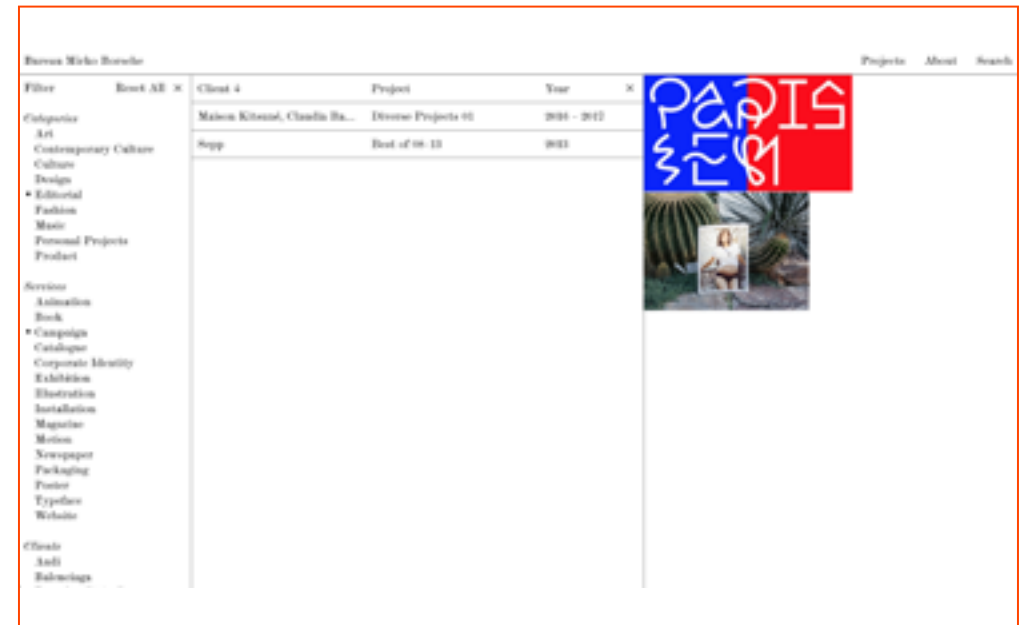 Bureau Mirko Borsche
Projects About Search
Filter Reset All ×
Categories
Art
Contemporary Culture
Culture
Design
• Editorial
Fashion
Music
Personal Projects
Product
Services
Animation
Book
• Campaign
Catalogue
Corporate Identity
Exhibition
Illustration
Installation
Magazine
Motion
Newspaper
Packaging
Poster
Typeface
Website
Clients
Audi
Balenciaga
Client Project Year ×
Maison Kitsuné, Claudia Ba... Diverse Projects 01 2016 - 2017
Sepp Best of 08-13 2013
PARIS